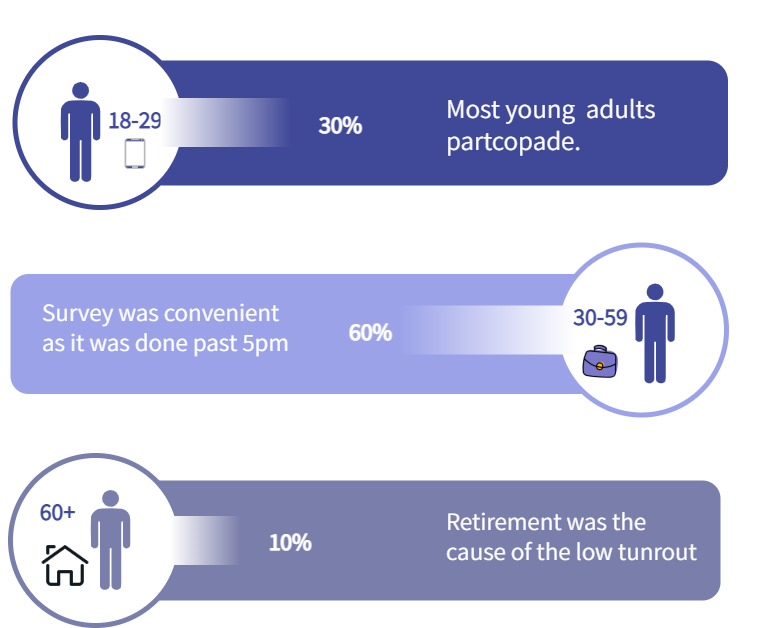 18-29
30%
Most young adults
partcopade.
Survey was convenient
as it was done past 5pm
60%
30-59
60+
10%
Retirement was the
cause of the low tunrout